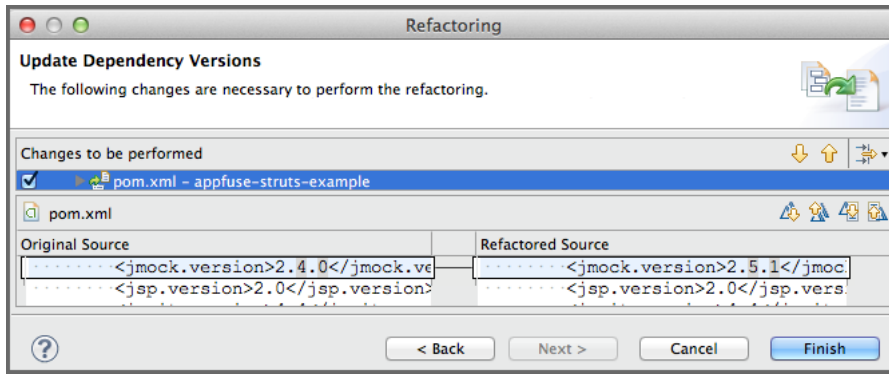 Refactoring
Update Dependency Versions
The following changes are necessary to perform the refactoring.
Changes to be performed
pom.xml – appfuse-struts-example
pom.xml
Original Source
Refactored Source
<jmock.version>2.4.0</jmock.ve
<jmock.version>2.5.1</jmoc
<jsp.version>2.0</jsp.version>
<jsp.version>2.0</jsp.vers
< Back
Next >
Cancel
Finish